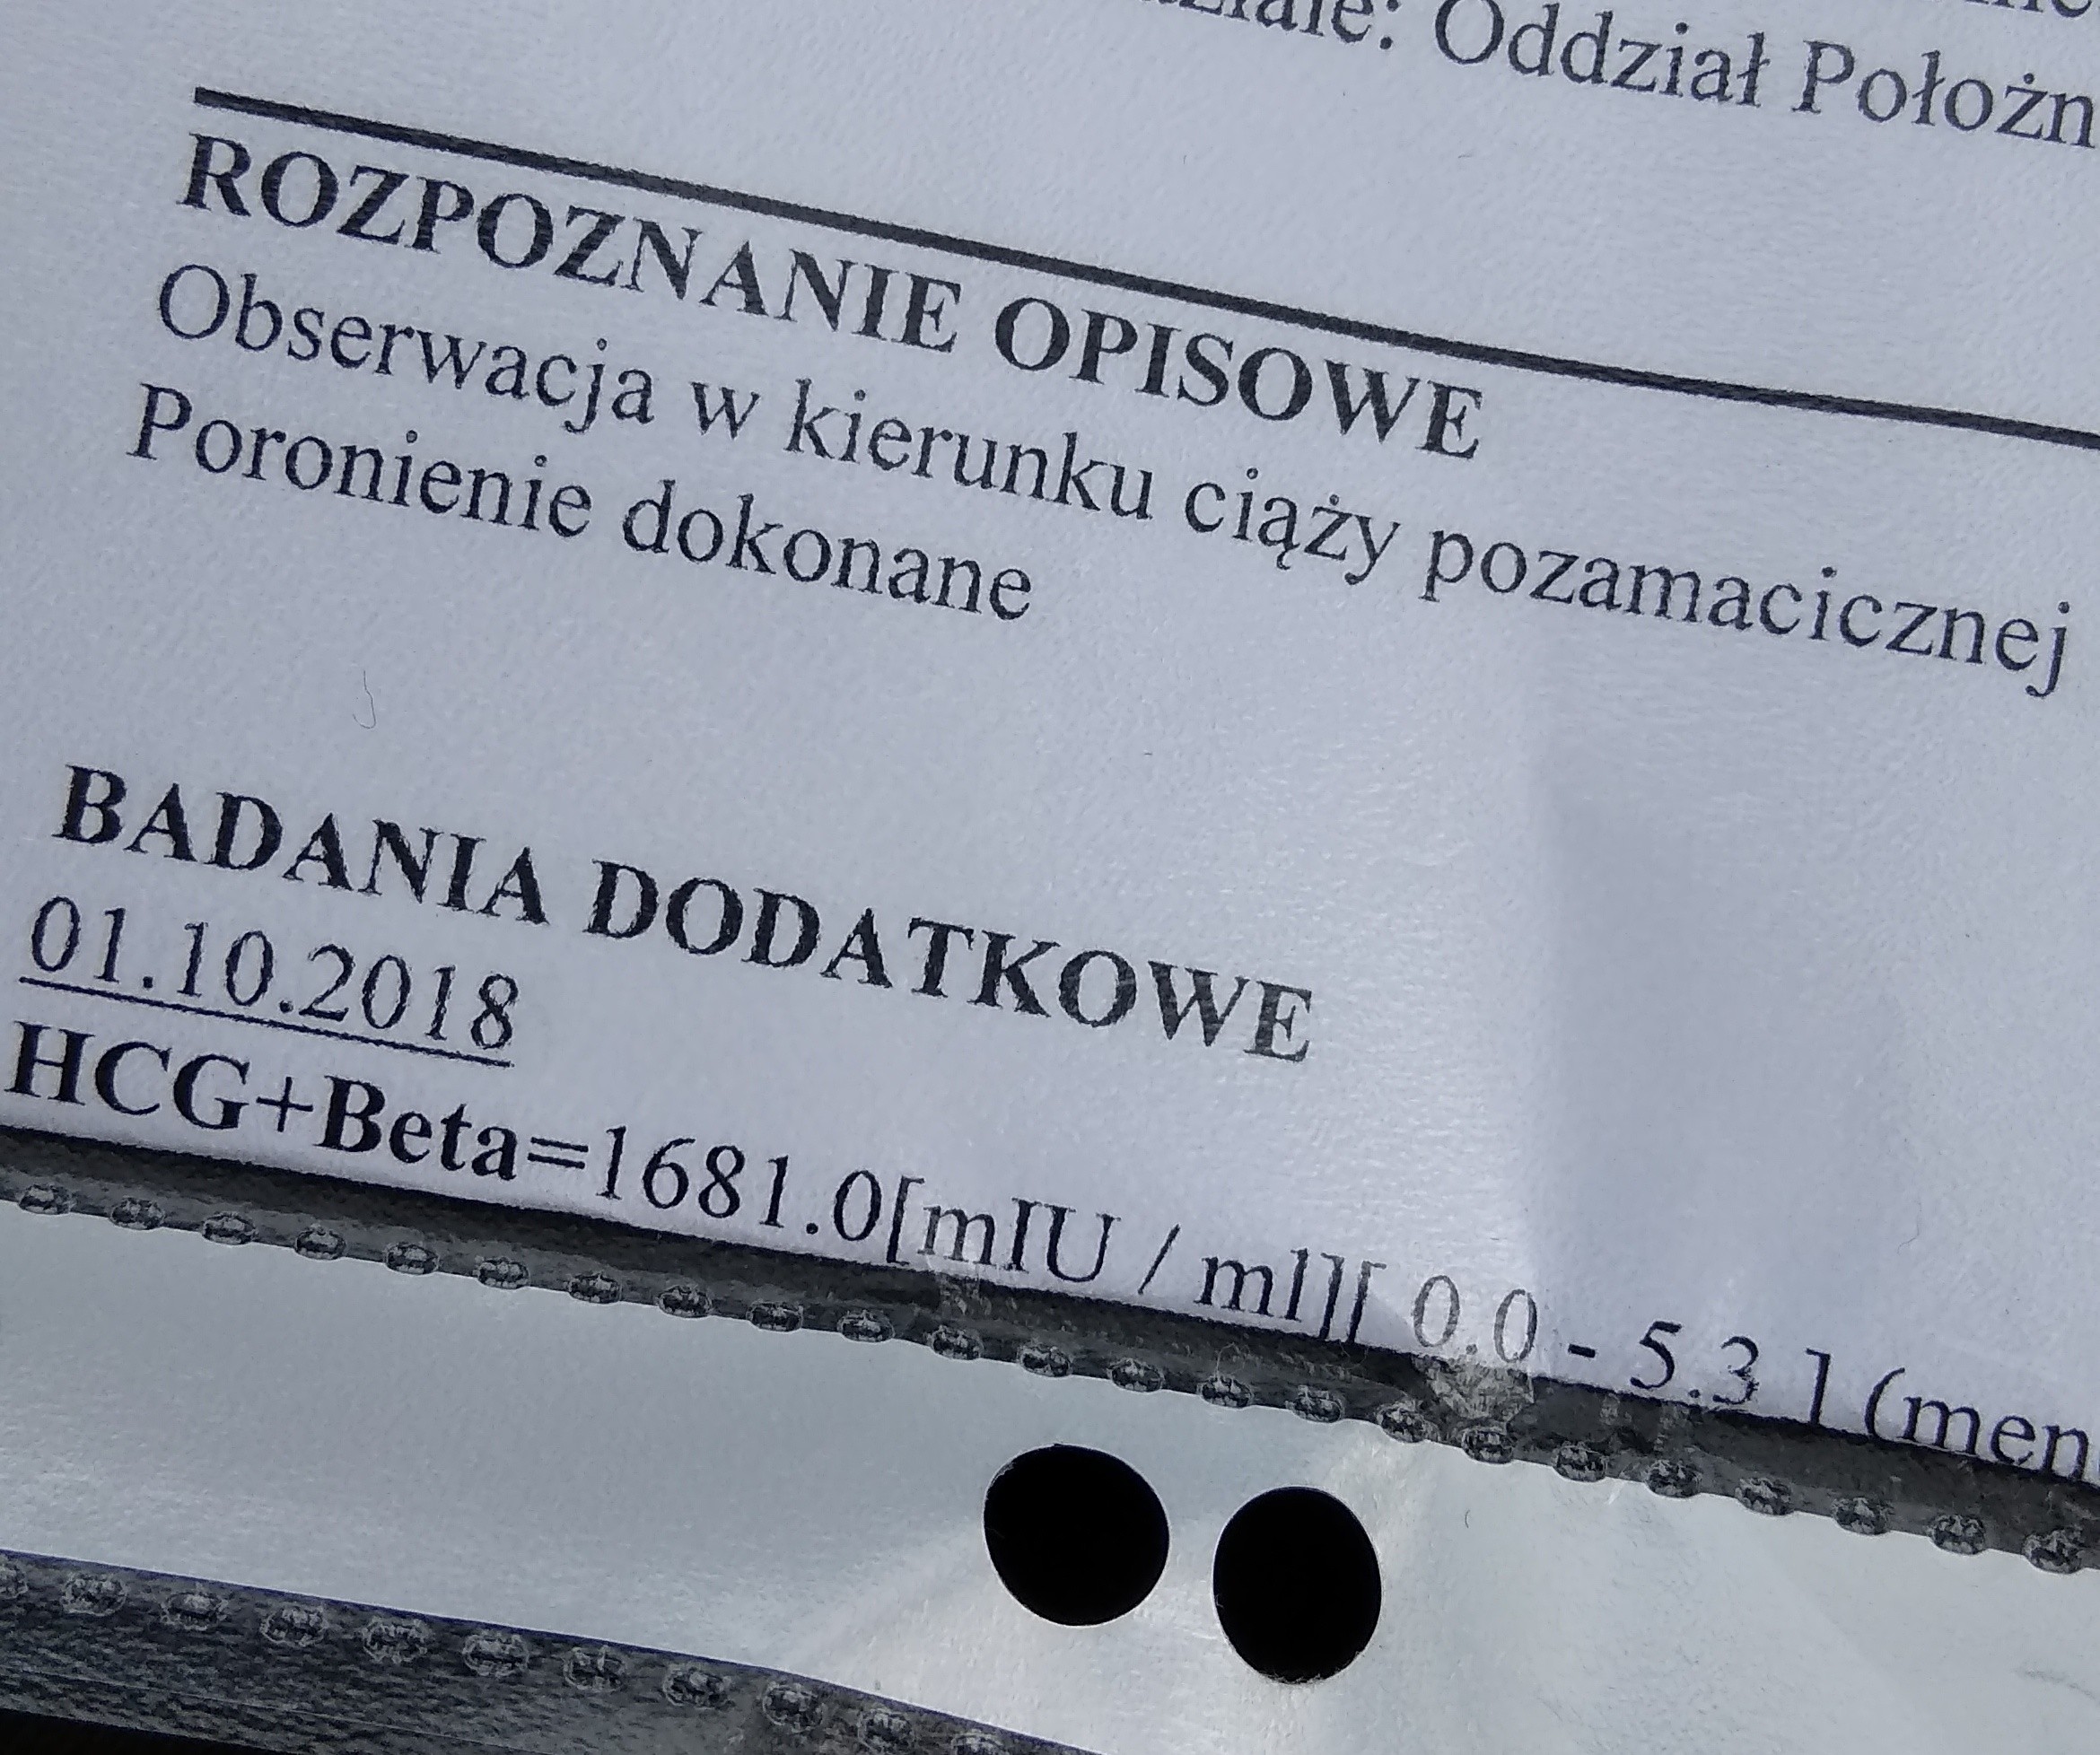 Oddział
ROZPOZNANIE OPISOWE
Obserwacja w kierunku ciąży pozamacicznej
Poronienie dokonane
BADANIA DODATKOWE
01.10.2018
HCG+Beta=1681.0[mIU / ml][ 0.0 - 5.3 ] (men